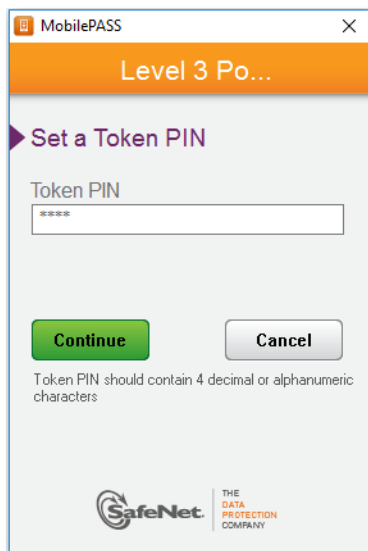 MobilePASS
Level 3 Po...
Set a Token PIN
Token PIN
****
Continue
Cancel
Token PIN should contain 4 decimal or alphanumeric
characters
SafeNet.
THE
DATA
PROTECTION
COMPANY